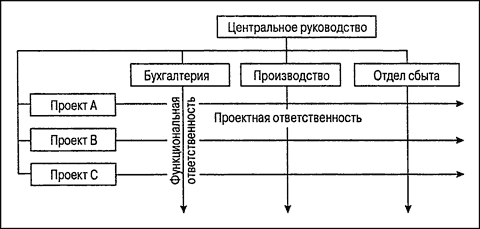 Центральное руководство
Бухгалтерия
Производство
Отдел сбыта
Проект А
Проект В
Проект С
Функциональная
ответственность
Проектная ответственность